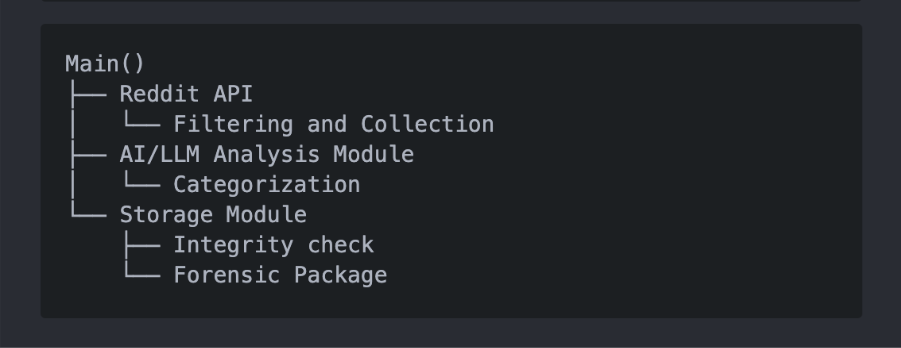 Main()
├── Reddit API
│   └── Filtering and Collection
├── AI/LLM Analysis Module
│   └── Categorization
└── Storage Module
    ├── Integrity check
    └── Forensic Package